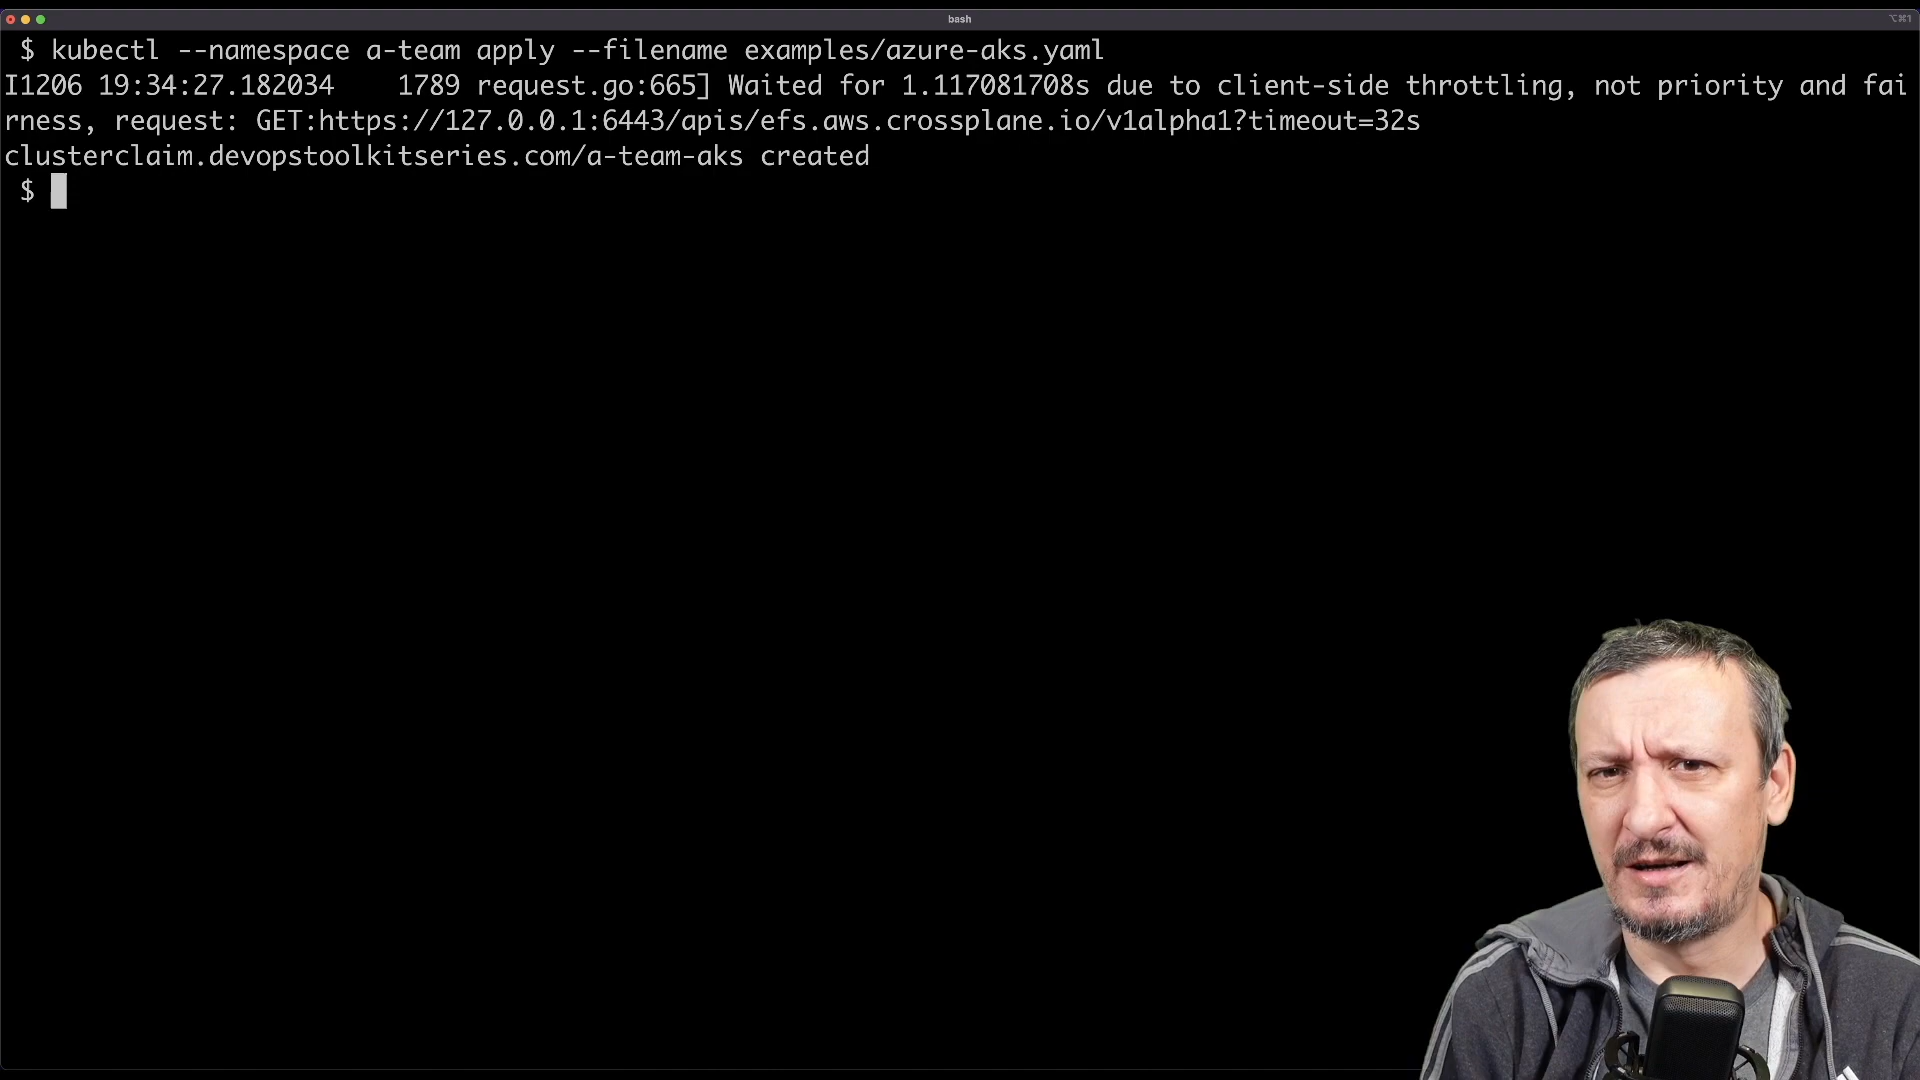 bash
⌥⌘1
$ kubectl --namespace a-team apply --filename examples/azure-aks.yaml
I1206 19:34:27.182034    1789 request.go:665] Waited for 1.117081708s due to client-side throttling, not priority and fai
rness, request: GET:https://127.0.0.1:6443/apis/efs.aws.crossplane.io/v1alpha1?timeout=32s
clusterclaim.devopstoolkitseries.com/a-team-aks created
$